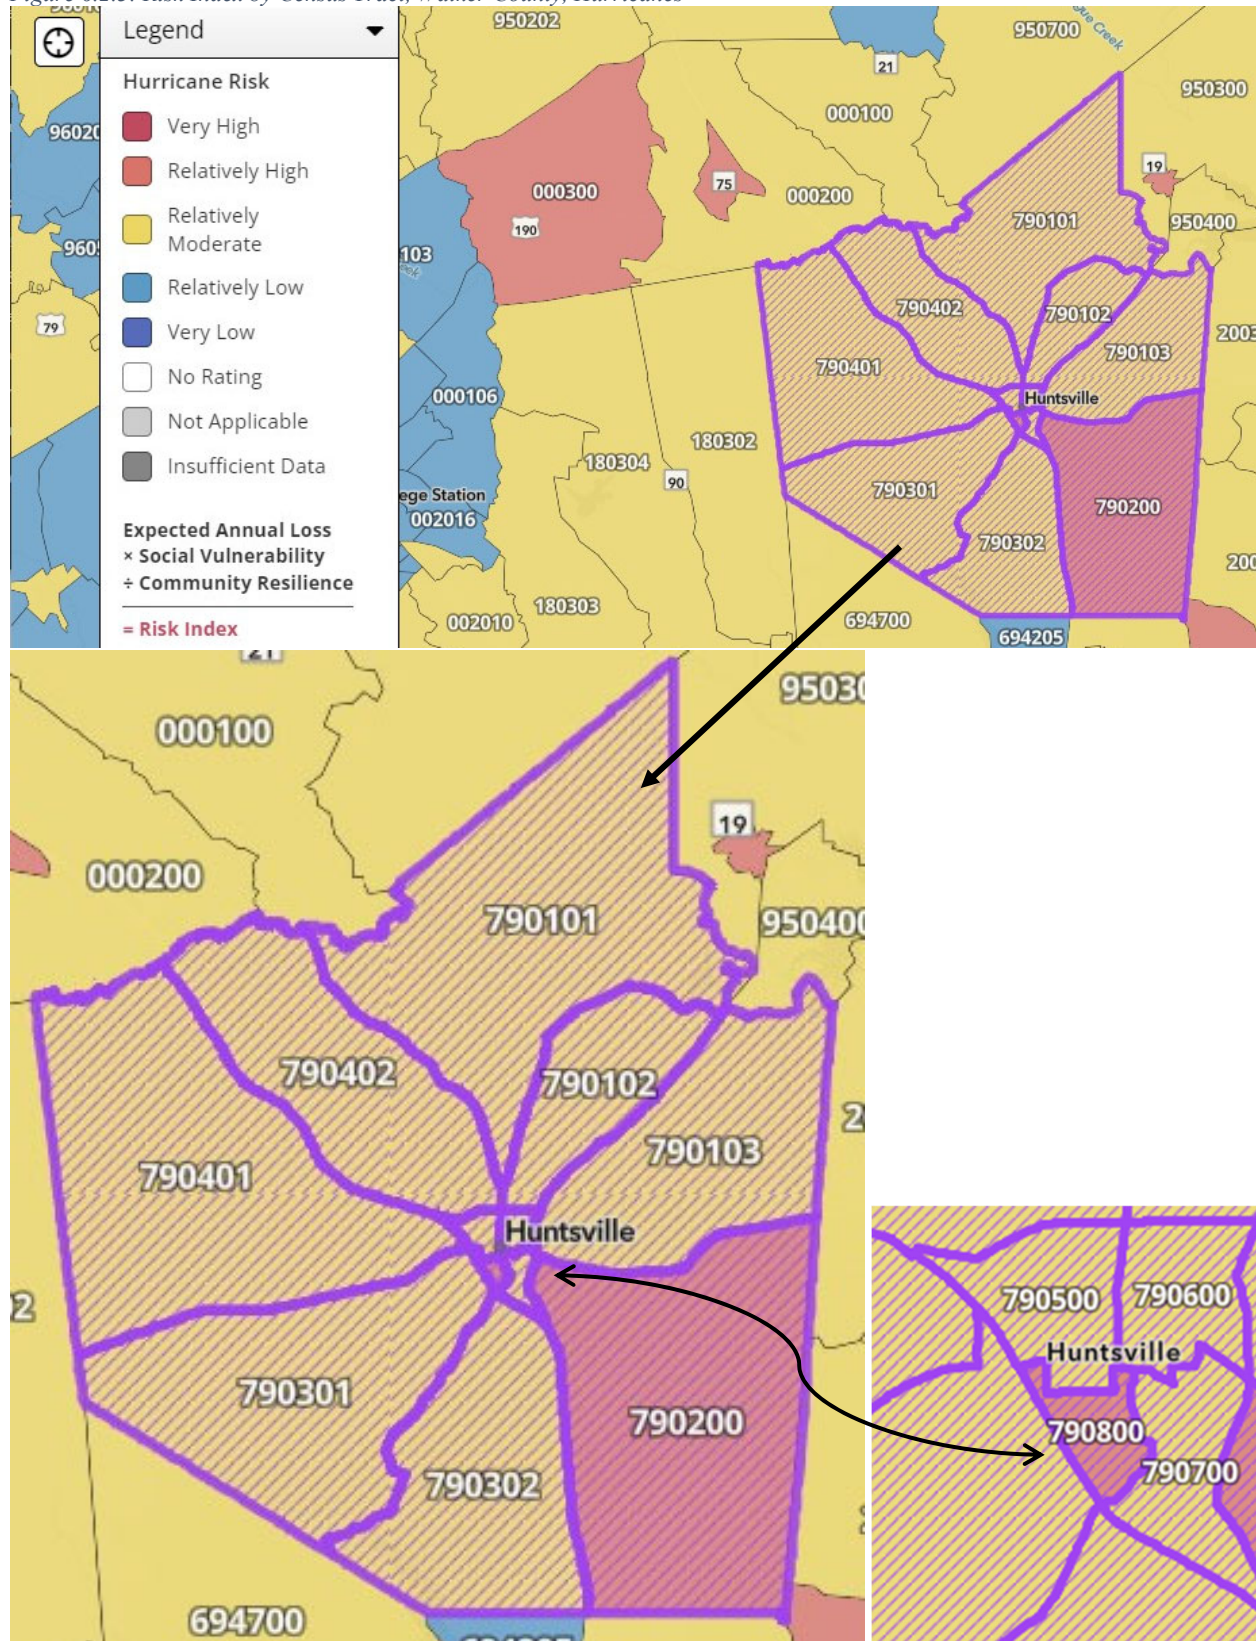 Legend
Hurricane Risk
Very High
Relatively High
Relatively
Moderate
Relatively Low
Very Low
No Rating
Not Applicable
Insufficient Data
Expected Annual Loss
× Social Vulnerability
÷ Community Resilience
= Risk Index
950202
950700
21
950300
000100
19
000300
75
000200
190
790101
950400
103
79
790402
790102
790103
790401
000106
Huntsville
180302
180304
90
ege Station
002016
790301
790200
790302
180303
002010
694700
694205
21
000100
19
000200
790101
950400
790402
790102
790103
790401
Huntsville
790301
790200
790302
694700
790500
790600
Huntsville
790800
790700